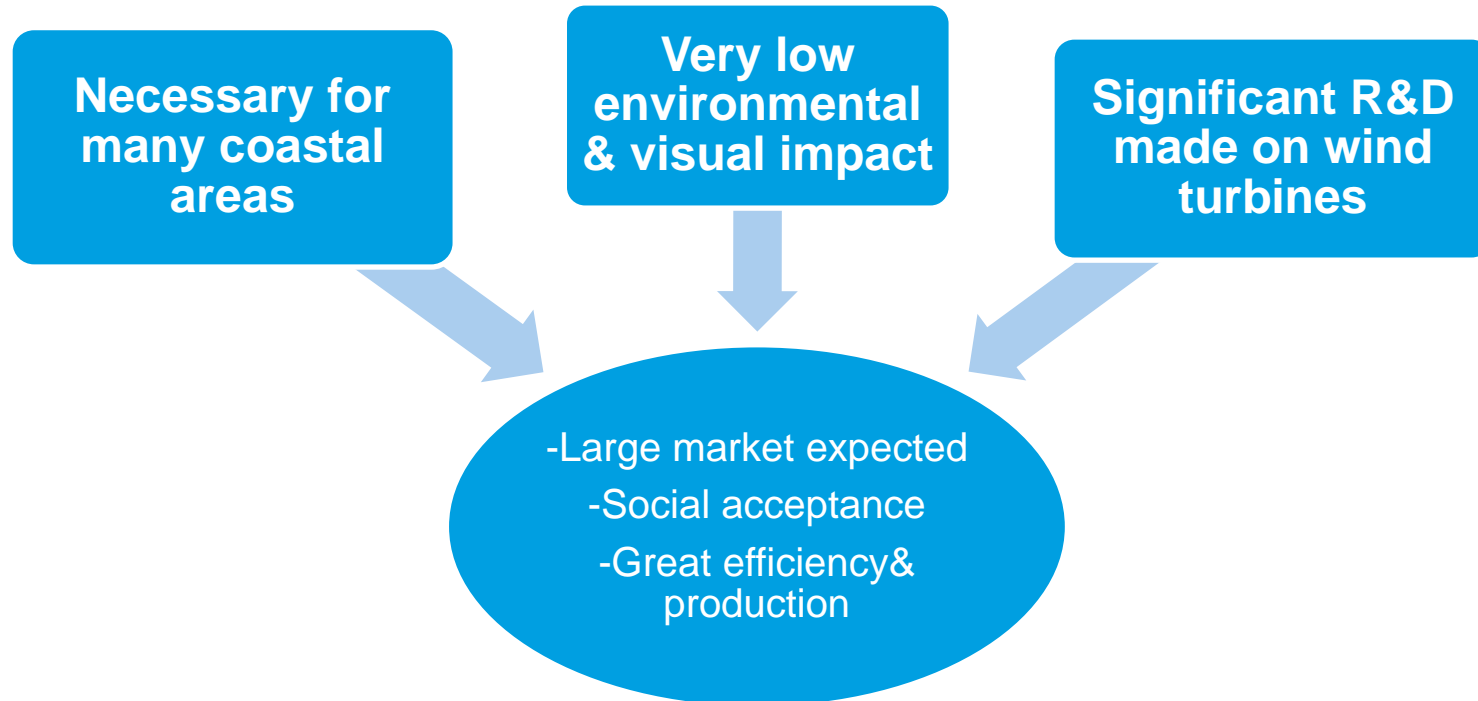 Necessary for
many coastal
areas
Very low
environmental
& visual impact
Significant R&D
made on wind
turbines
-Large market expected
-Social acceptance
-Great efficiency&
production